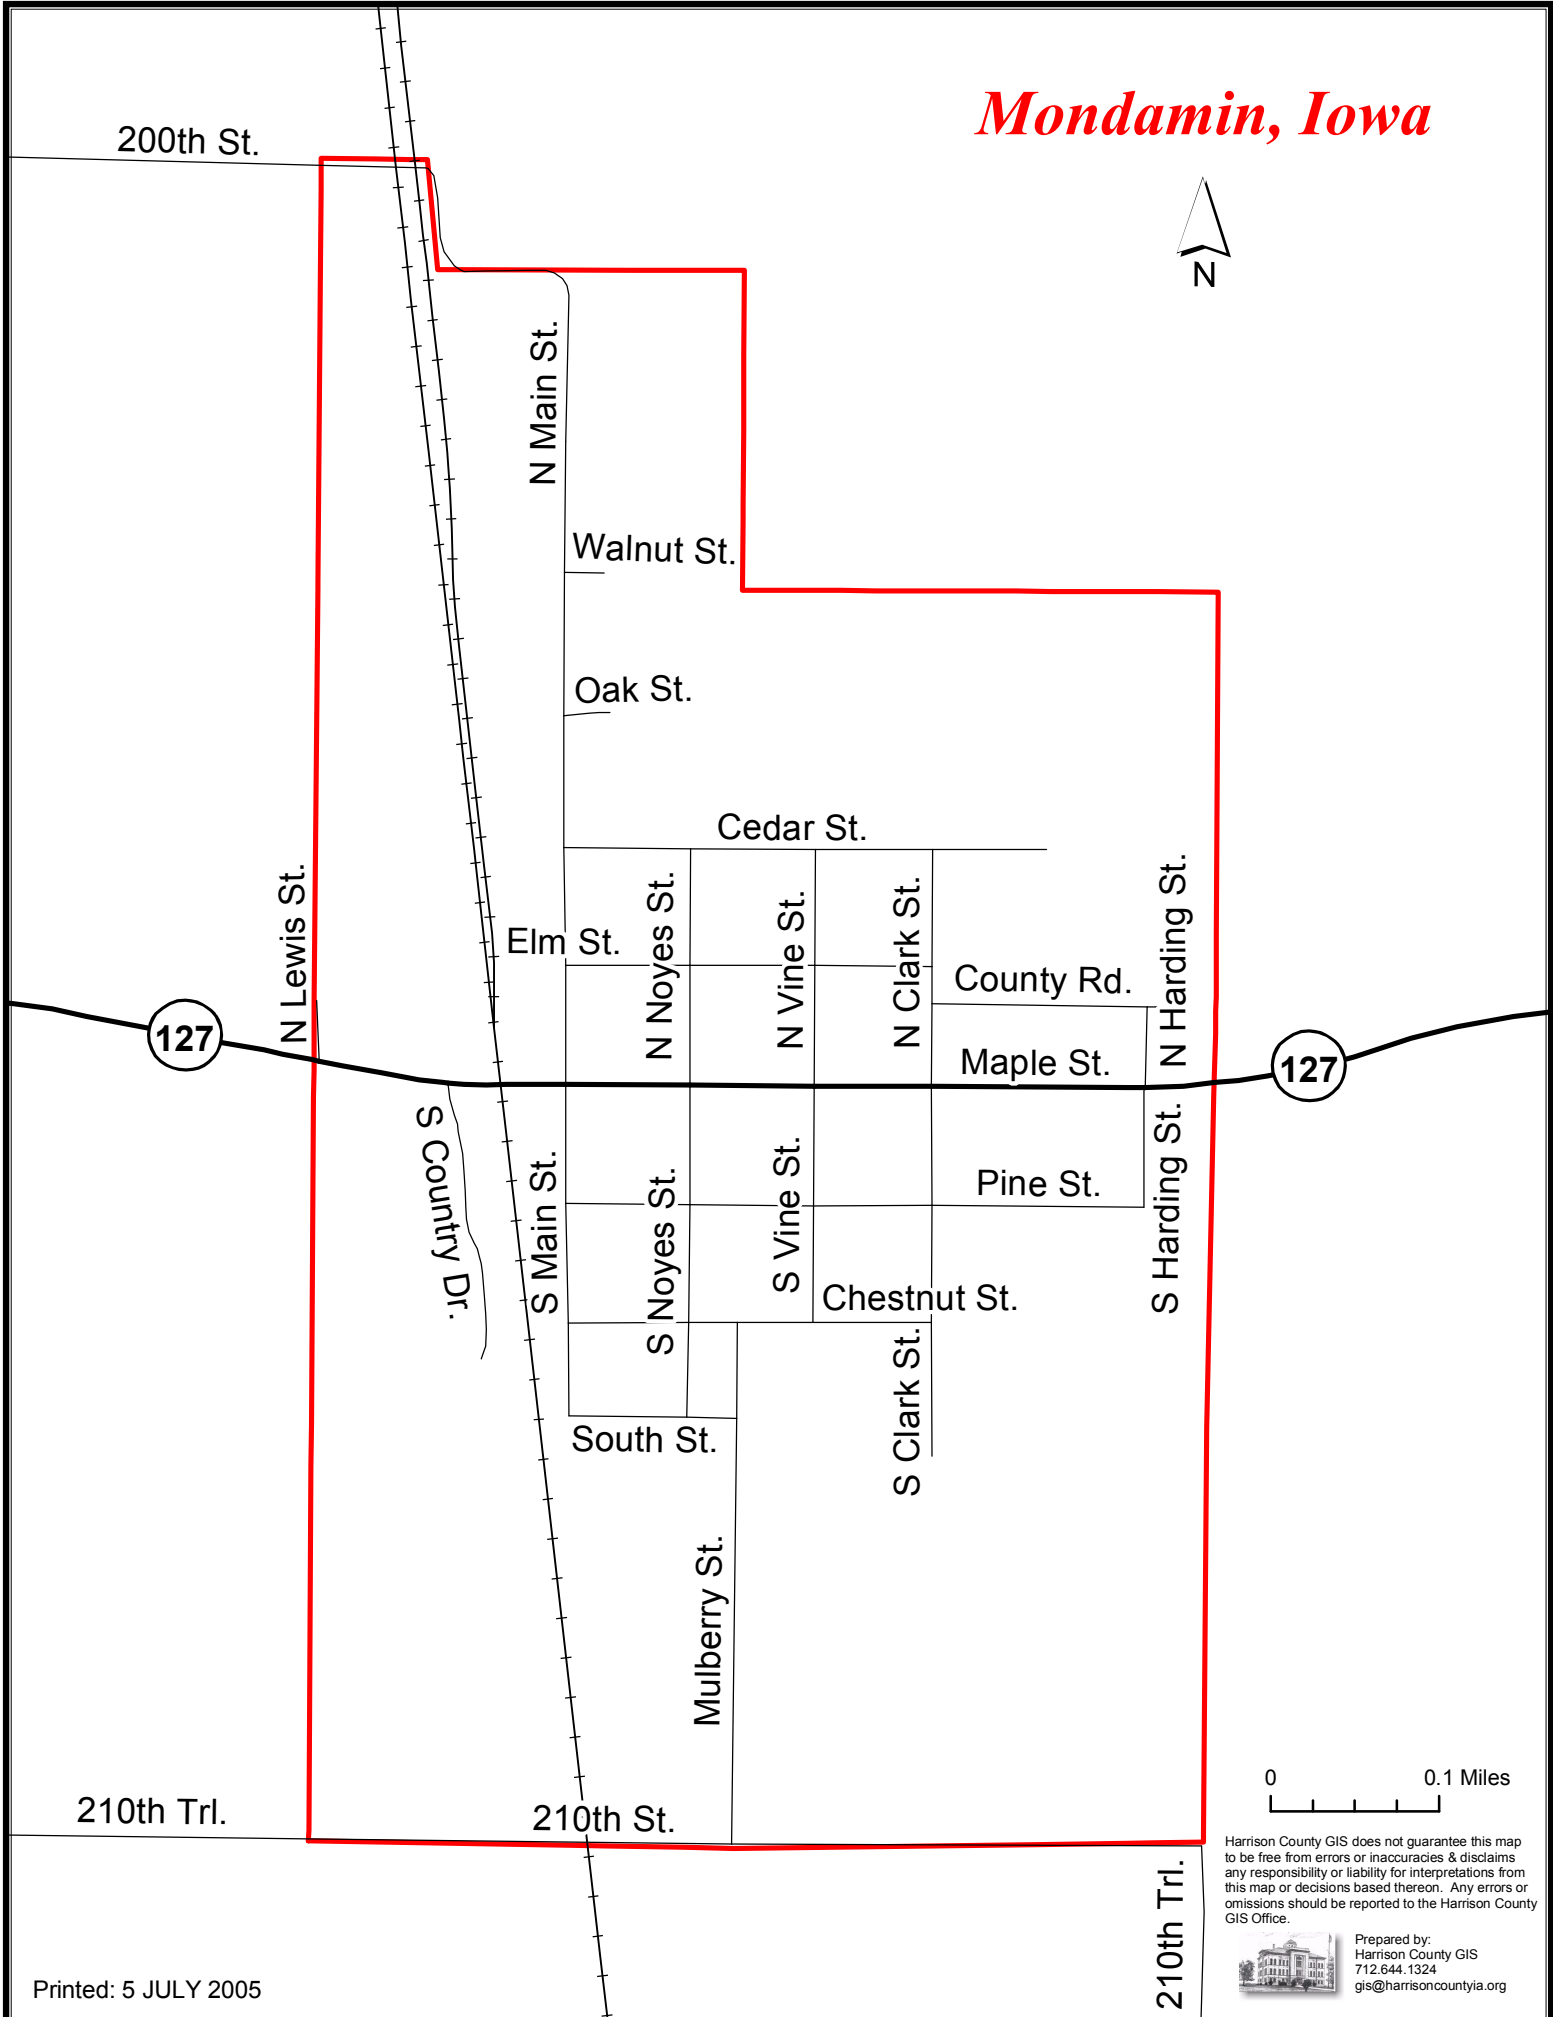 Mondamin, Iowa
200th St.
N
N Main St.
Walnut St.
Oak St.
Cedar St.
N Lewis St.
Elm St.
N Noyes St.
N Vine St.
N Clark St.
County Rd.
N Harding St.
127
Maple St.
127
S Country Dr.
S Main St.
S Noyes St.
S Vine St.
Pine St.
S Harding St.
Chestnut St.
S Clark St.
South St.
Mulberry St.
210th Trl.
210th St.
0 0.1 Miles
Harrison County GIS does not guarantee this map
to be free from errors or inaccuracies & disclaims
any responsibility or liability for interpretations from
this map or decisions based thereon. Any errors or
omissions should be reported to the Harrison County
GIS Office.
210th Trl.
Prepared by:
Harrison County GIS
712.644.1324
gis@harrisoncountyia.org
Printed: 5 JULY 2005